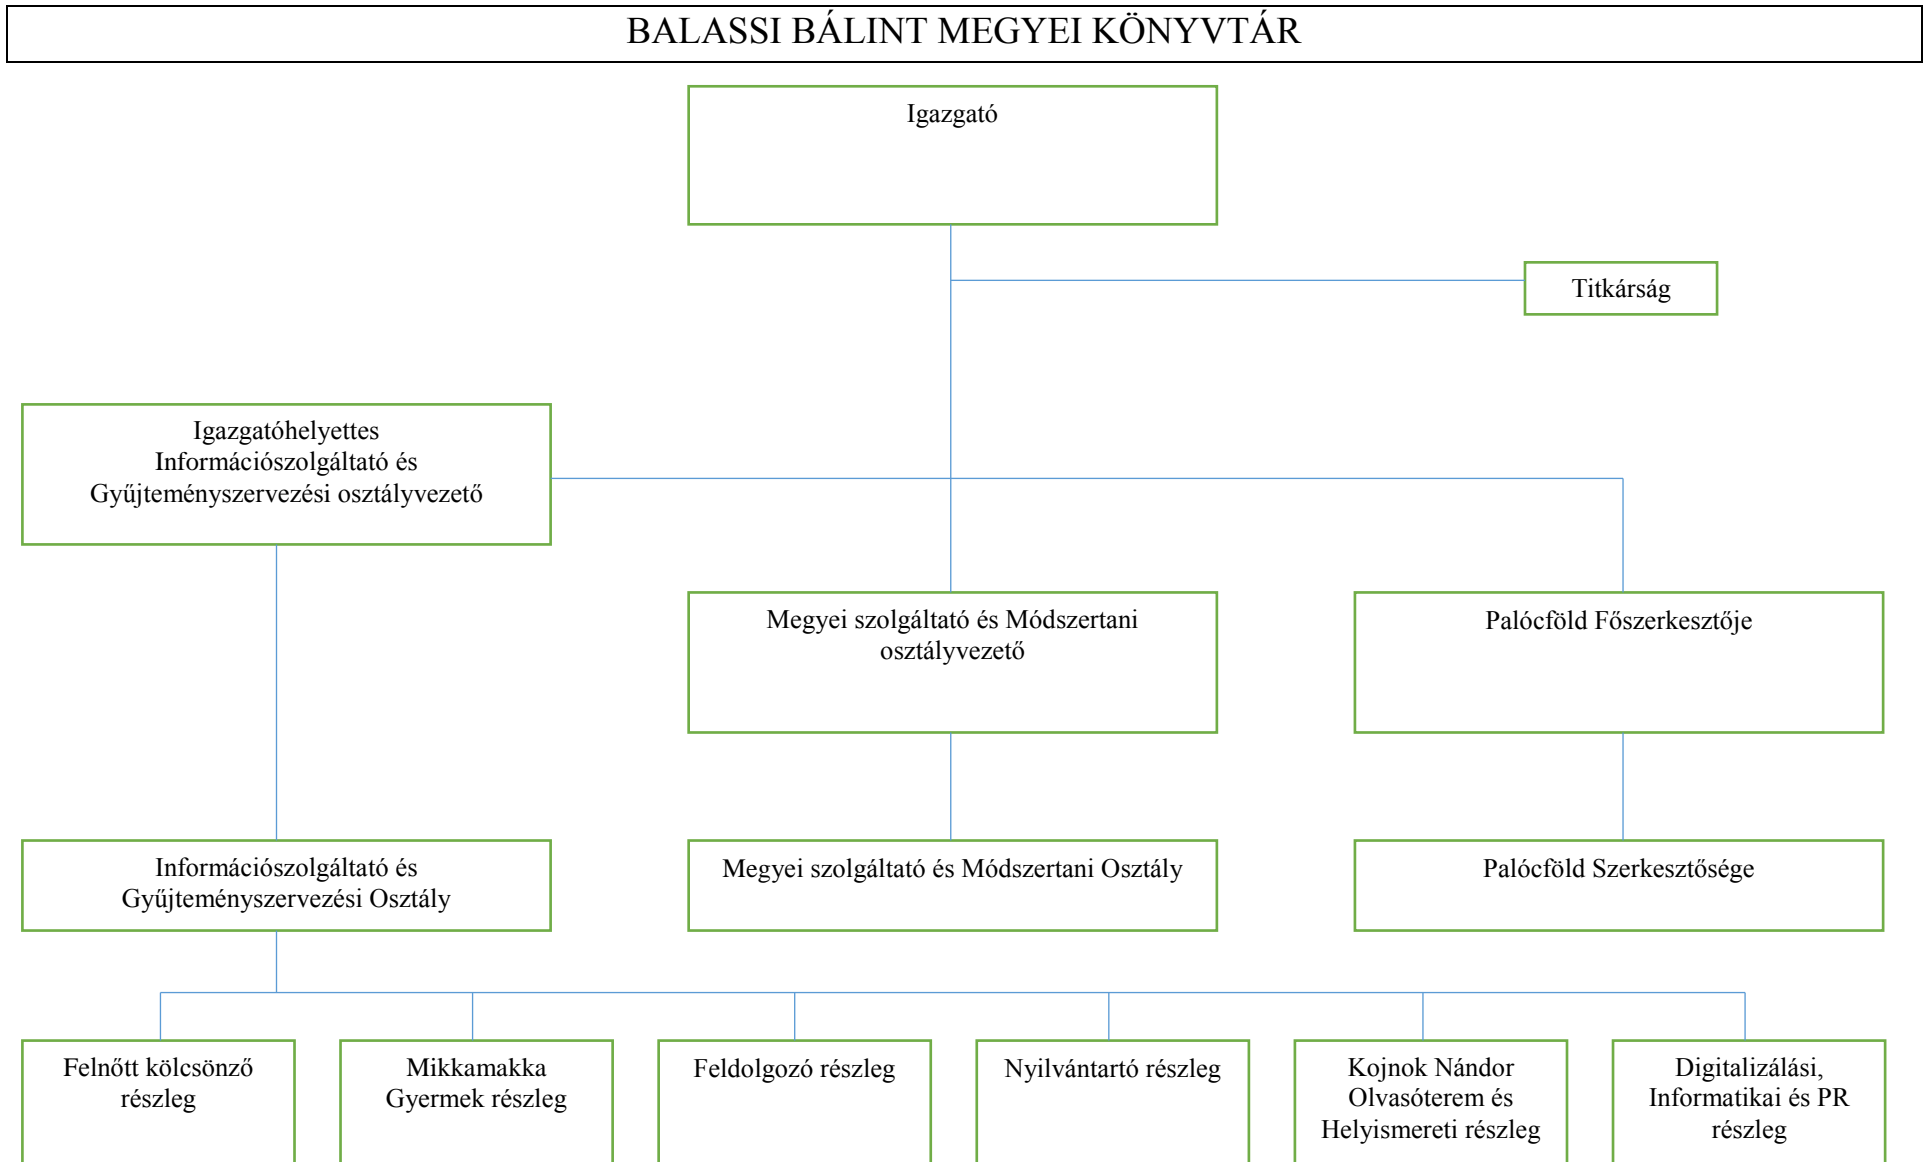 BALASSI BÁLINT MEGYEI KÖNYVTÁR
Igazgató
Titkárság
Igazgatóhelyettes
Információszolgáltató és
Gyűjteményszervezési osztályvezető
Megyei szolgáltató és Módszertani
osztályvezető
Palócföld Főszerkesztője
Információszolgáltató és
Gyűjteményszervezési Osztály
Megyei szolgáltató és Módszertani Osztály
Palócföld Szerkesztősége
Felnőtt kölcsönző
részleg
Mikkamakka
Gyermek részleg
Feldolgozó részleg
Nyilvántartó részleg
Kojnok Nándor
Olvasóterem és
Helyismereti részleg
Digitalizálási,
Informatikai és PR
részleg